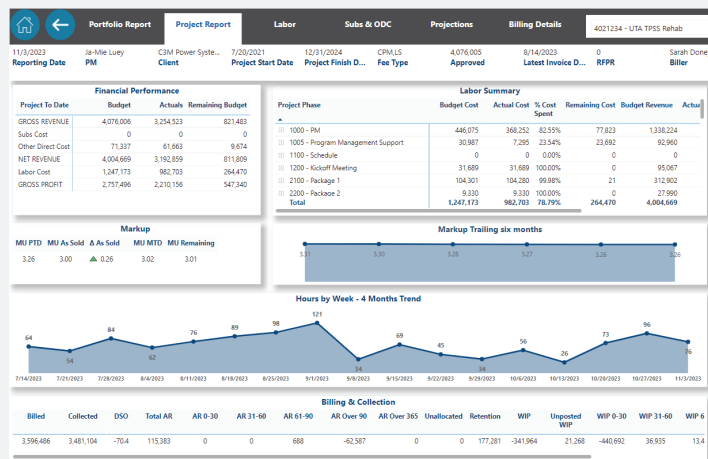 Portfolio Report Project Report Labor Subs & ODC Projections Billing Details 4021234 - UTA TPSS Rehab
11/3/2023 Ja-Mie Luey C3M Power Syste... 7/20/2021 12/31/2024 CPM,LS 4,076,005 8/14/2023 0 Sarah Done
Reporting Date PM Client Project Start Date Project Finish D... Fee Type Approved Latest Invoice D... RFPR Biller
Financial Performance
Project To Date Budget Actuals Remaining Budget
GROSS REVENUE 4,076,006 3,254,523 821,483
Subs Cost 0 0 0
Other Direct Cost 71,337 61,663 9,674
NET REVENUE 4,004,669 3,192,859 811,809
Labor Cost 1,247,173 982,703 264,470
GROSS PROFIT 2,757,496 2,210,156 547,340
Labor Summary
Project Phase Budget Cost Actual Cost % Cost Spent Remaining Cost Budget Revenue Actu
1000 - PM 446,075 368,252 82.55% 77,823 1,338,224
1005 - Program Management Support 30,987 7,295 23.54% 23,692 92,960
1100 - Schedule 0 0 0.00% 0 0
1200 - Kickoff Meeting 31,689 31,689 100.00% 0 95,067
2100 - Package 1 104,301 104,280 99.98% 21 312,902
2200 - Package 2 9,330 9,330 100.00% 0 27,990
Total 1,247,173 982,703 78.79% 264,470 4,004,669
Markup
MU PTD MU As Sold Δ As Sold MU MTD MU Remaining
3.26 3.00 0.26 3.02 3.01
Markup Trailing six months
3.31 3.30 3.28 3.27 3.26 3.26
Hours by Week - 4 Months Trend
64 54 84 62 76 89 98 121 34 69 45 34 56 26 73 96 76
7/14/2023 7/21/2023 7/28/2023 8/4/2023 8/11/2023 8/18/2023 8/25/2023 9/1/2023 9/8/2023 9/15/2023 9/22/2023 9/29/2023 10/6/2023 10/13/2023 10/20/2023 10/27/2023 11/3/2023
Billing & Collection
Billed Collected DSO Total AR AR 0-30 AR 31-60 AR 61-90 AR Over 90 AR Over 365 Unallocated Retention WIP Unposted WIP WIP 0-30 WIP 31-60 WIP 6
3,596,486 3,481,104 -70.4 115,383 0 0 688 -62,587 0 0 177,281 -341,964 21,268 -440,692 36,935 13,4